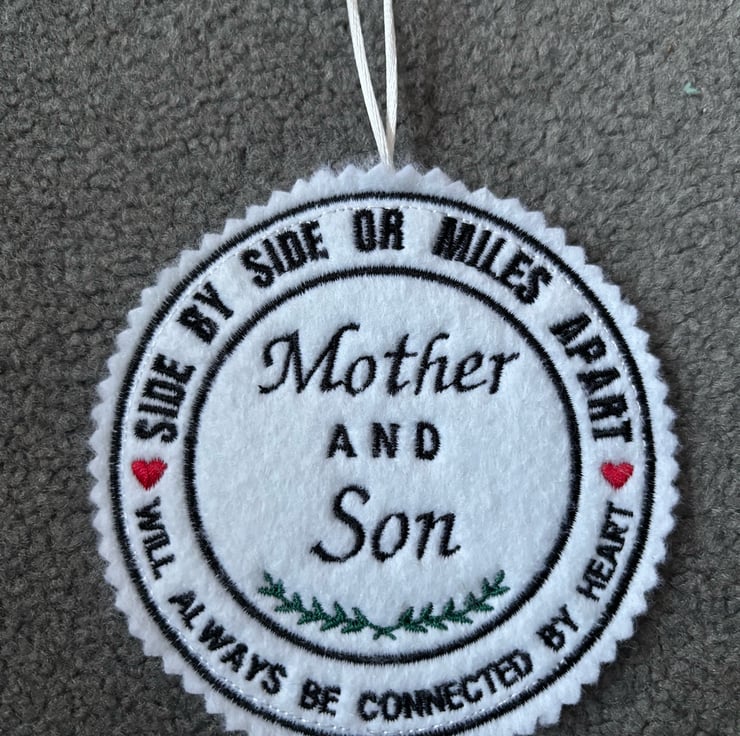 SIDE BY SIDE OR MILES APART
Mother
AND
Son
WILL ALWAYS BE CONNECTED BY HEART